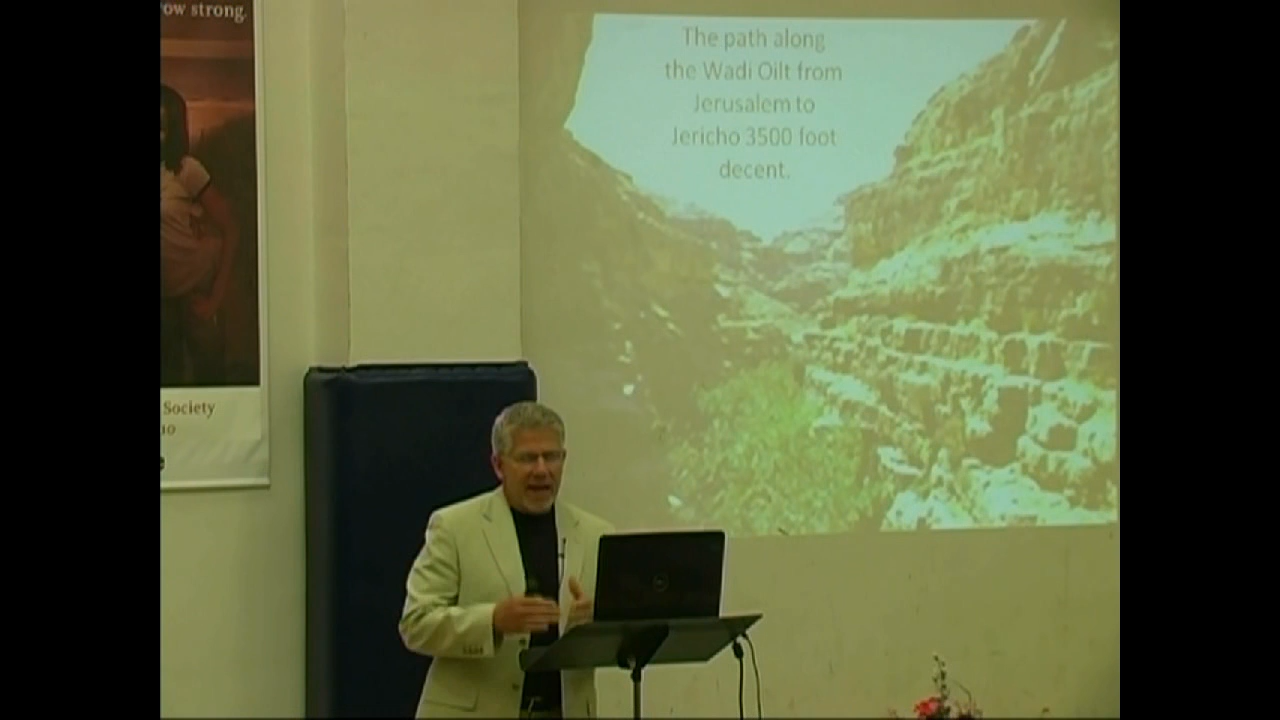 ow strong.
The path along
the Wadi Oilt from
Jerusalem to
Jericho 3500 foot
decent.
Society